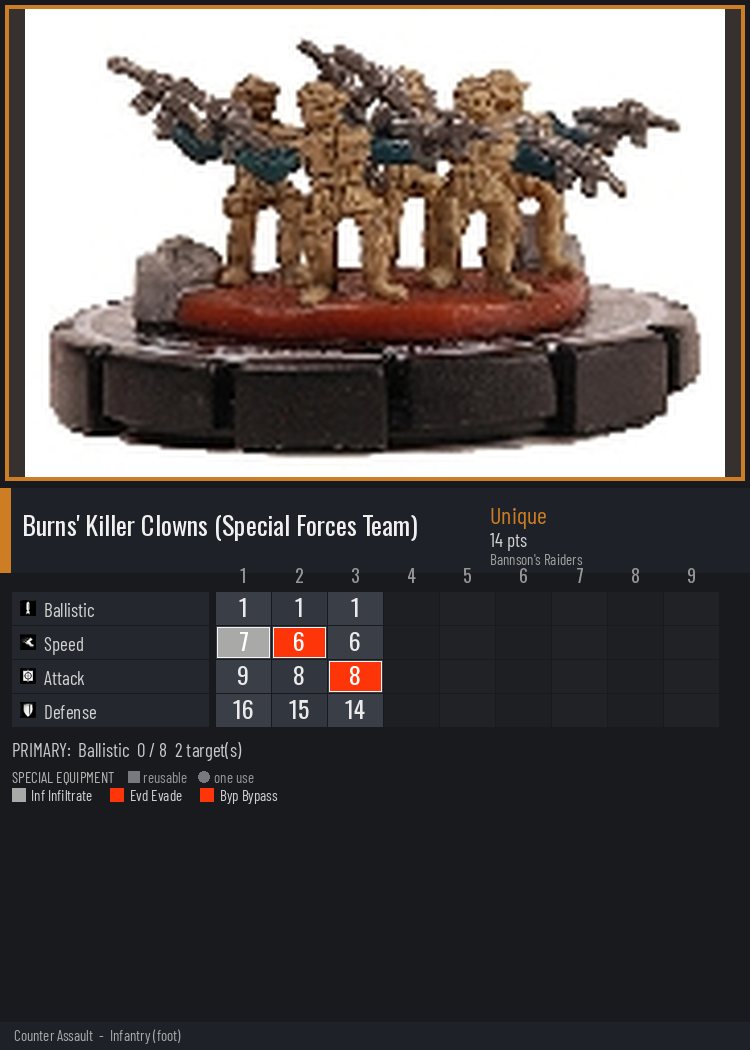 Burns' Killer Clowns (Special Forces Team)
Unique
14 pts
Bannson's Raiders
1 2 3 4 5 6 7 8 9
Ballistic 1 1 1
Speed 7 6 6
Attack 9 8 8
Defense 16 15 14
PRIMARY: Ballistic 0 / 8 2 target(s)
SPECIAL EQUIPMENT reusable one use
Inf Infiltrate Evd Evade Byp Bypass
Counter Assault - Infantry (foot)